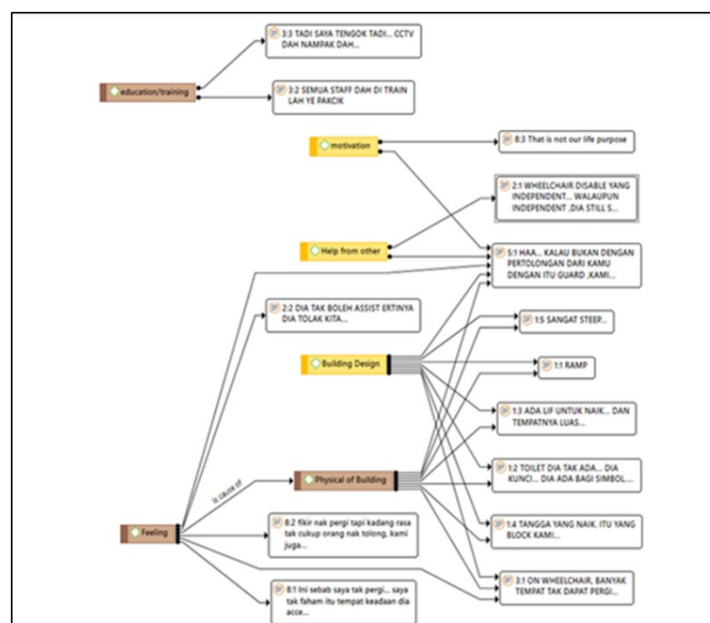 3:3 TADI SAYA TENGOK TADI... CCTV
DAH NAMPAK DAH...
education/training
3:2 SEMUA STAFF DAH DI TRAIN
LAH YE PAKCIK
motivation
8:3 That is not our life purpose
2:1 WHEELCHAIR DISABLE YANG
INDEPENDENT... WALAUPUN
INDEPENDENT ,DIA STILL S...
Help from other
5:1 HAA... KALAU BUKAN DENGAN
PERTOLONGAN DARI KAMU
DENGAN ITU GUARD ,KAMI...
2:2 DIA TAK BOLEH ASSIST ERTINYA
DIA TOLAK KITA...
1:5 SANGAT STEEP...
Building Design
1:1 RAMP
1:3 ADA LIF UNTUK NAIK... DAN
TEMPATNYA LUAS...
1:2 TOILET DIA TAK ADA... DIA
KUNCI... DIA ADA BAGI SIMBOL....
is cause of
Physical of Building
1:4 TANGGA YANG NAIK. ITU YANG
BLOCK KAMI...
Feeling
8:2 fikir nak pergi tapi kadang rasa
tak cukup orang nak tolong, kami
juga...
3:1 ON WHEELCHAIR, BANYAK
TEMPAT TAK DAPAT PERGI...
8:1 Ini sebab saya tak pergi... saya
tak faham itu tempat keadaan dia
acce...